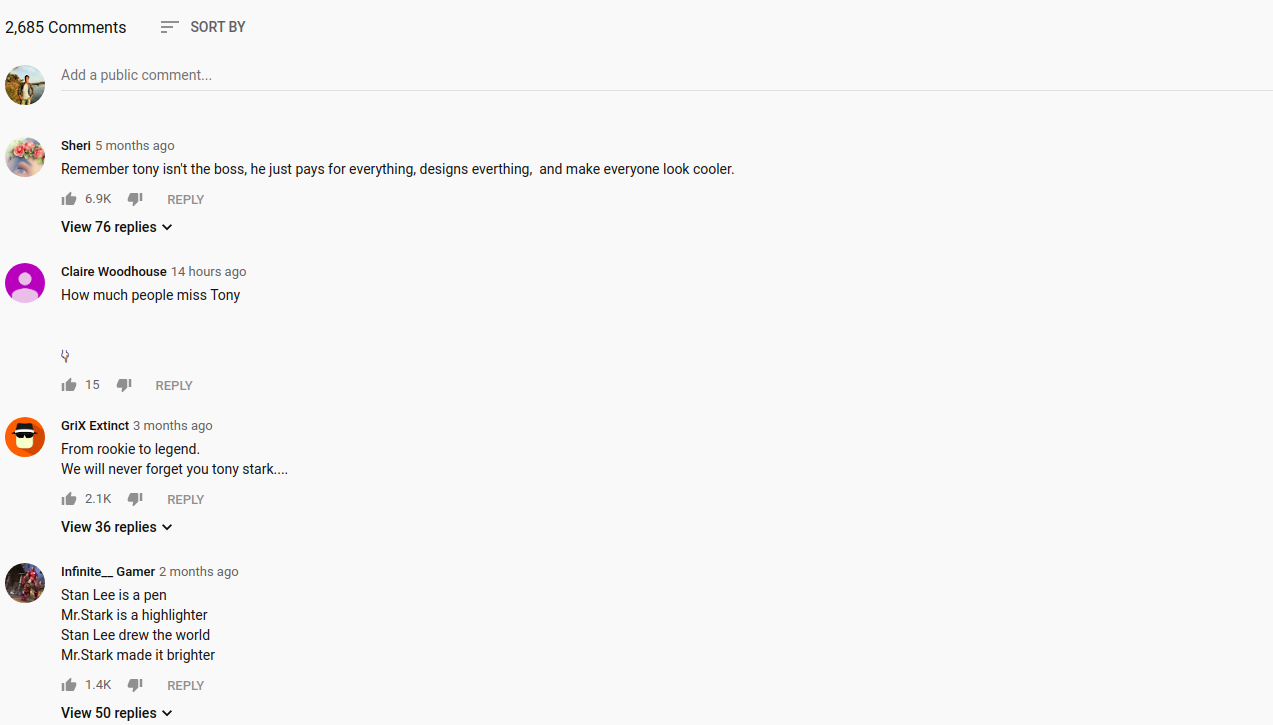 2,685 Comments SORT BY
Add a public comment...
Sheri 5 months ago
Remember tony isn't the boss, he just pays for everything, designs everthing,  and make everyone look cooler.
6.9K REPLY
View 76 replies
Claire Woodhouse 14 hours ago
How much people miss Tony
15 REPLY
GriX Extinct 3 months ago
From rookie to legend.
We will never forget you tony stark....
2.1K REPLY
View 36 replies
Infinite__ Gamer 2 months ago
Stan Lee is a pen
Mr.Stark is a highlighter
Stan Lee drew the world
Mr.Stark made it brighter
1.4K REPLY
View 50 replies